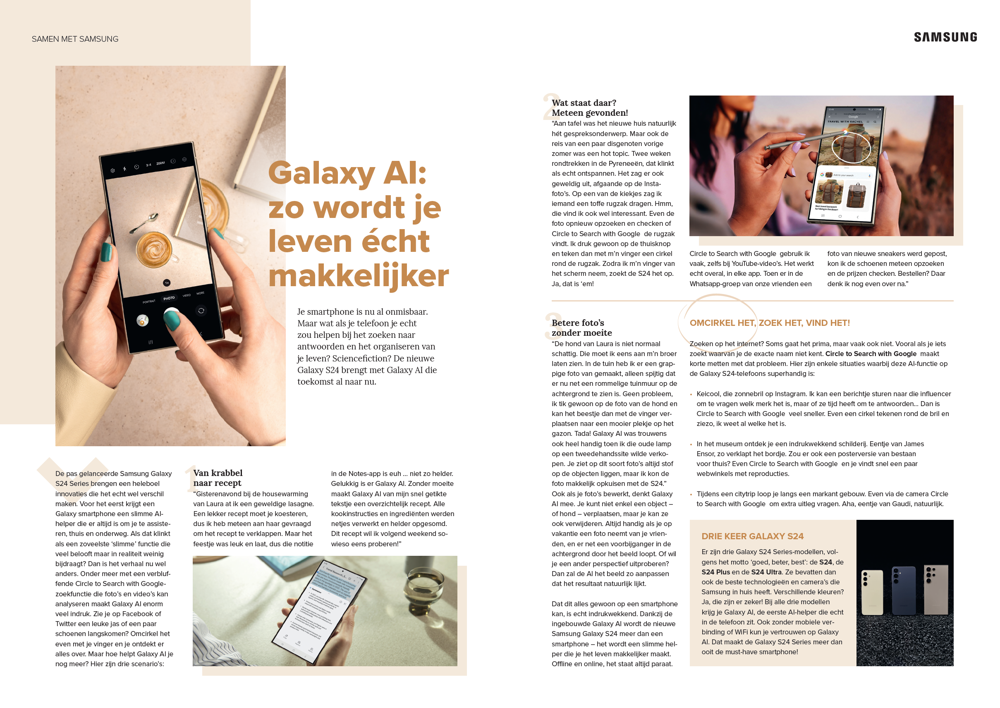 SAMEN MET SAMSUNG
SAMSUNG
3:4
200M
1x
PORTRAIT
PHOTO
VIDEO
MORE
Galaxy AI:
zo wordt je
leven écht
makkelijker
Je smartphone is nu al onmisbaar.
Maar wat als je telefoon je echt
zou helpen bij het zoeken naar
antwoorden en het organiseren van
je leven? Sciencefiction? De nieuwe
Galaxy S24 brengt met Galaxy AI die
toekomst al naar nu.
De pas gelanceerde Samsung Galaxy
S24 Series brengen een heleboel
innovaties die het echt wel verschil
maken. Voor het eerst krijgt een
Galaxy smartphone een slimme AI-
helper die er altijd is om je te assiste-
ren, thuis en onderweg. Als dat klinkt
als een zoveelste ‘slimme’ functie die
veel belooft maar in realiteit weinig
bijdraagt? Dan is het verhaal nu wel
anders. Onder meer met een verbluf-
fende Circle to Search with Google-
zoekfunctie die foto’s en video’s kan
analyseren maakt Galaxy AI enorm
veel indruk. Zie je op Facebook of
Twitter een leuke jas of een paar
schoenen langskomen? Omcirkel het
even met je vinger en je ontdekt er
alles over. Maar hoe helpt Galaxy AI je
nog meer? Hier zijn drie scenario’s:
1
Van krabbel
naar recept
“Gisterenavond bij de housewarming
van Laura at ik een geweldige lasagne.
Een lekker recept moet je koesteren,
dus ik heb meteen aan haar gevraagd
om het recept te verklappen. Maar het
feestje was leuk en laat, dus die notitie
in de Notes-app is euh ... niet zo helder.
Gelukkig is er Galaxy AI. Zonder moeite
maakt Galaxy AI van mijn snel getikte
tekstje een overzichtelijk recept. Alle
kookinstructies en ingrediënten werden
netjes verwerkt en helder opgesomd.
Dit recept wil ik volgend weekend so-
wieso eens proberen!”
Trend Research_S...
Summarize
2
Wat staat daar?
Meteen gevonden!
“Aan tafel was het nieuwe huis natuurlijk
hét gespreksonderwerp. Maar ook de
reis van een paar disgenoten vorige
zomer was een hot topic. Twee weken
rondtrekken in de Pyreneeën, dat klinkt
als echt ontspannen. Het zag er ook
geweldig uit, afgaande op de Insta-
foto’s. Op een van de kiekjes zag ik
iemand een toffe rugzak dragen. Hmm,
die vind ik ook wel interessant. Even de
foto opnieuw opzoeken en checken of
Circle to Search with Google de rugzak
vindt. Ik druk gewoon op de thuisknop
en teken dan met m’n vinger een cirkel
rond de rugzak. Zodra ik m’n vinger van
het scherm neem, zoekt de S24 het op.
Ja, dat is ‘em!
12:45
100%
travelwithrachel.com
Google
TRAVEL WITH RACHEL
Add to your search
Best travel backpack
for hiking in the desert
Circle to Search with Google gebruik ik
vaak, zelfs bij YouTube-video’s. Het werkt
echt overal, in elke app. Toen er in de
Whatsapp-groep van onze vrienden een
foto van nieuwe sneakers werd gepost,
kon ik de schoenen meteen opzoeken
en de prijzen checken. Bestellen? Daar
denk ik nog even over na.”
3
Betere foto’s
zonder moeite
“De hond van Laura is niet normaal
schattig. Die moet ik eens aan m’n broer
laten zien. In de tuin heb ik er een grap-
pige foto van gemaakt, alleen spijtig dat
er nu net een rommelige tuinmuur op de
achtergrond te zien is. Geen probleem,
ik tik gewoon op de foto van de hond en
kan het beestje dan met de vinger ver-
plaatsen naar een mooier plekje op het
gazon. Tada! Galaxy AI was trouwens
ook heel handig toen ik die oude lamp
op een tweedehandssite wilde verko-
pen. Je ziet op dit soort foto’s altijd stof
op de objecten liggen, maar ik kon de
foto makkelijk opkuisen met de S24.”
Ook als je foto’s bewerkt, denkt Galaxy
AI mee. Je kunt niet enkel een object –
of hond – verplaatsen, maar je kan ze
ook verwijderen. Altijd handig als je op
vakantie een foto neemt van je vrien-
den, en er net een voorbijganger in de
achtergrond door het beeld loopt. Of wil
je een ander perspectief uitproberen?
Dan zal de AI het beeld zo aanpassen
dat het resultaat natuurlijk lijkt.
Dat dit alles gewoon op een smartphone
kan, is echt indrukwekkend. Dankzij de
ingebouwde Galaxy AI wordt de nieuwe
Samsung Galaxy S24 meer dan een
smartphone – het wordt een slimme hel-
per die je het leven makkelijker maakt.
Offline en online, het staat altijd paraat.
OMCIRKEL HET, ZOEK HET, VIND HET!
Zoeken op het internet? Soms gaat het prima, maar vaak ook niet. Vooral als je iets
zoekt waarvan je de exacte naam niet kent. Circle to Search with Google maakt
korte metten met dat probleem. Hier zijn enkele situaties waarbij deze AI-functie op
de Galaxy S24-telefoons superhandig is:
• Keicool, die zonnebril op Instagram. Ik kan een berichtje sturen naar die influencer
om te vragen welk merk het is, maar of ze tijd heeft om te antwoorden... Dan is
Circle to Search with Google veel sneller. Even een cirkel tekenen rond de bril en
ziezo, ik weet al welke het is.
• In het museum ontdek je een indrukwekkend schilderij. Eentje van James
Ensor, zo verklapt het bordje. Zou er ook een posterversie van bestaan
voor thuis? Even Circle to Search with Google en je vindt snel een paar
webwinkels met reproducties.
• Tijdens een citytrip loop je langs een markant gebouw. Even via de camera Circle
to Search with Google om extra uitleg vragen. Aha, eentje van Gaudi, natuurlijk.
DRIE KEER GALAXY S24
Er zijn drie Galaxy S24 Series-modellen, vol-
gens het motto ‘goed, beter, best’: de S24, de
S24 Plus en de S24 Ultra. Ze bevatten dan
ook de beste technologieën en camera’s die
Samsung in huis heeft. Verschillende kleuren?
Ja, die zijn er zeker! Bij alle drie modellen
krijg je Galaxy AI, de eerste AI-helper die echt
in de telefoon zit. Ook zonder mobiele ver-
binding of WiFi kun je vertrouwen op Galaxy
AI. Dat maakt de Galaxy S24 Series meer dan
ooit de must-have smartphone!